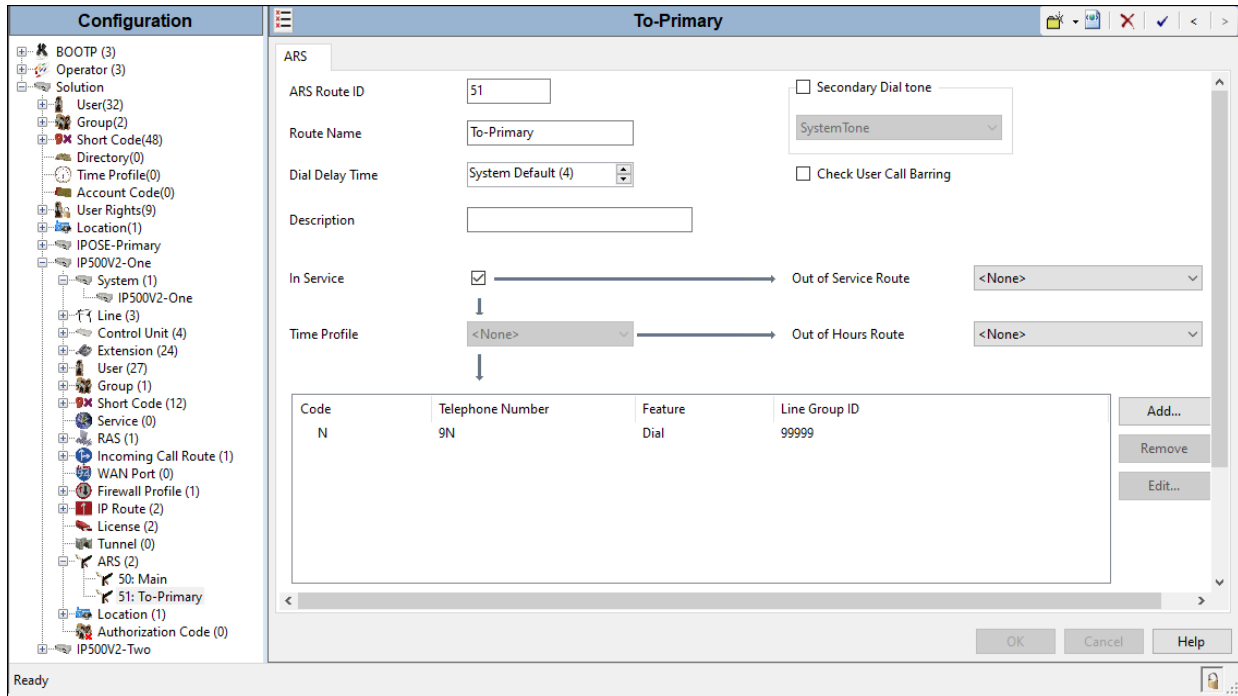 Configuration
BOOTP (3)
Operator (3)
Solution
User(32)
Group(2)
Short Code(48)
Directory(0)
Time Profile(0)
Account Code(0)
User Rights(9)
Location(1)
IPOSE-Primary
IP500V2-One
System (1)
IP500V2-One
Line (3)
Control Unit (4)
Extension (24)
User (27)
Group (1)
Short Code (12)
Service (0)
RAS (1)
Incoming Call Route (1)
WAN Port (0)
Firewall Profile (1)
IP Route (2)
License (2)
Tunnel (0)
ARS (2)
50: Main
51: To-Primary
Location (1)
Authorization Code (0)
IP500V2-Two
To-Primary
ARS
ARS Route ID 51
Secondary Dial tone
SystemTone
Route Name To-Primary
Dial Delay Time System Default (4)
Check User Call Barring
Description
In Service Out of Service Route <None>
Time Profile <None> Out of Hours Route <None>
Code Telephone Number Feature Line Group ID
N 9N Dial 99999
Add...
Remove
Edit...
OK Cancel Help
Ready